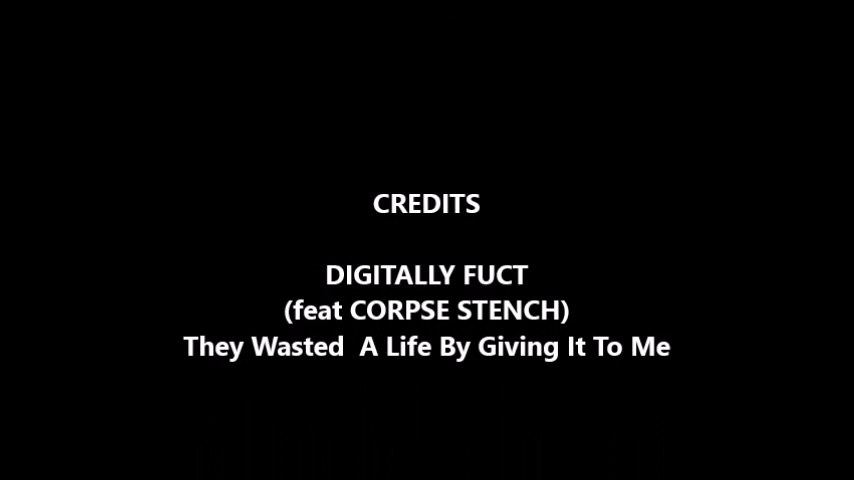 CREDITS
DIGITALLY FUCT
(feat CORPSE STENCH)
They Wasted  A Life By Giving It To Me